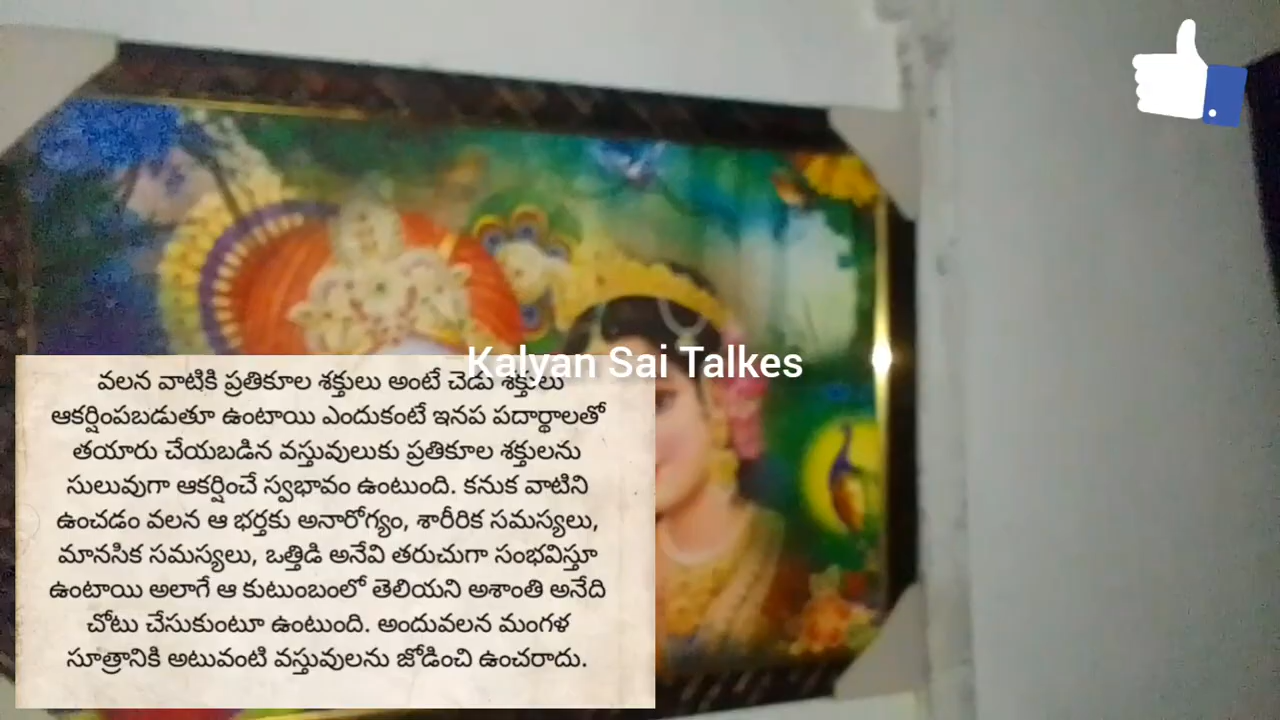 Kalyan Sai Talkes
వలన వాటికి ప్రతికూల శక్తులు అంటే చెడు శక్తులు
ఆకర్షింపబడుతూ ఉంటాయి ఎందుకంటే ఇనప పదార్థాలతో
తయారు చేయబడిన వస్తువులుకు ప్రతికూల శక్తులను
సులువుగా ఆకర్షించే స్వభావం ఉంటుంది. కనుక వాటిని
ఉంచడం వలన ఆ భర్తకు అనారోగ్యం, శారీరిక సమస్యలు,
మానసిక సమస్యలు, ఒత్తిడి అనేవి తరుచుగా సంభవిస్తూ
ఉంటాయి అలాగే ఆ కుటుంబంలో తెలియని అశాంతి అనేది
చోటు చేసుకుంటూ ఉంటుంది. అందువలన మంగళ
సూత్రానికి అటువంటి వస్తువులను జోడించి ఉంచరాదు.